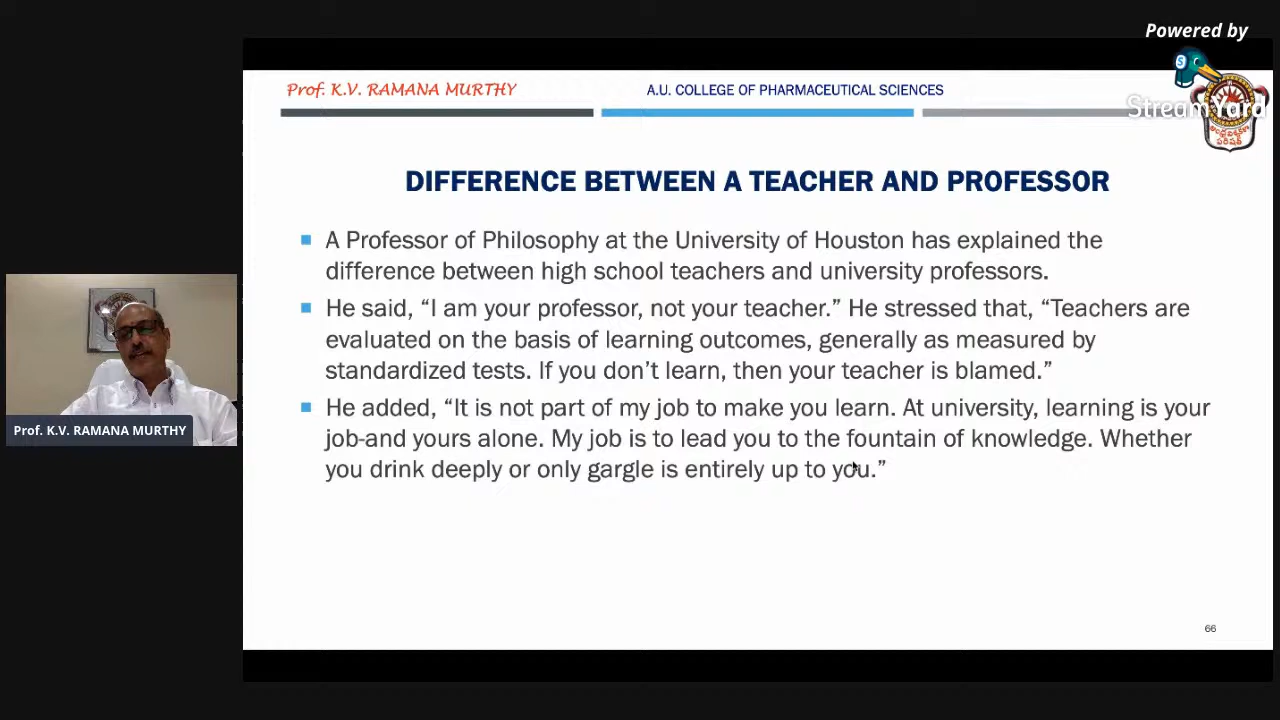 Powered by
StreamYard
Prof. K.V. RAMANA MURTHY
A.U. COLLEGE OF PHARMACEUTICAL SCIENCES
DIFFERENCE BETWEEN A TEACHER AND PROFESSOR
A Professor of Philosophy at the University of Houston has explained the
difference between high school teachers and university professors.
He said, “I am your professor, not your teacher.” He stressed that, “Teachers are
evaluated on the basis of learning outcomes, generally as measured by
standardized tests. If you don’t learn, then your teacher is blamed.”
He added, “It is not part of my job to make you learn. At university, learning is your
job-and yours alone. My job is to lead you to the fountain of knowledge. Whether
you drink deeply or only gargle is entirely up to you.”
Prof. K.V. RAMANA MURTHY
66